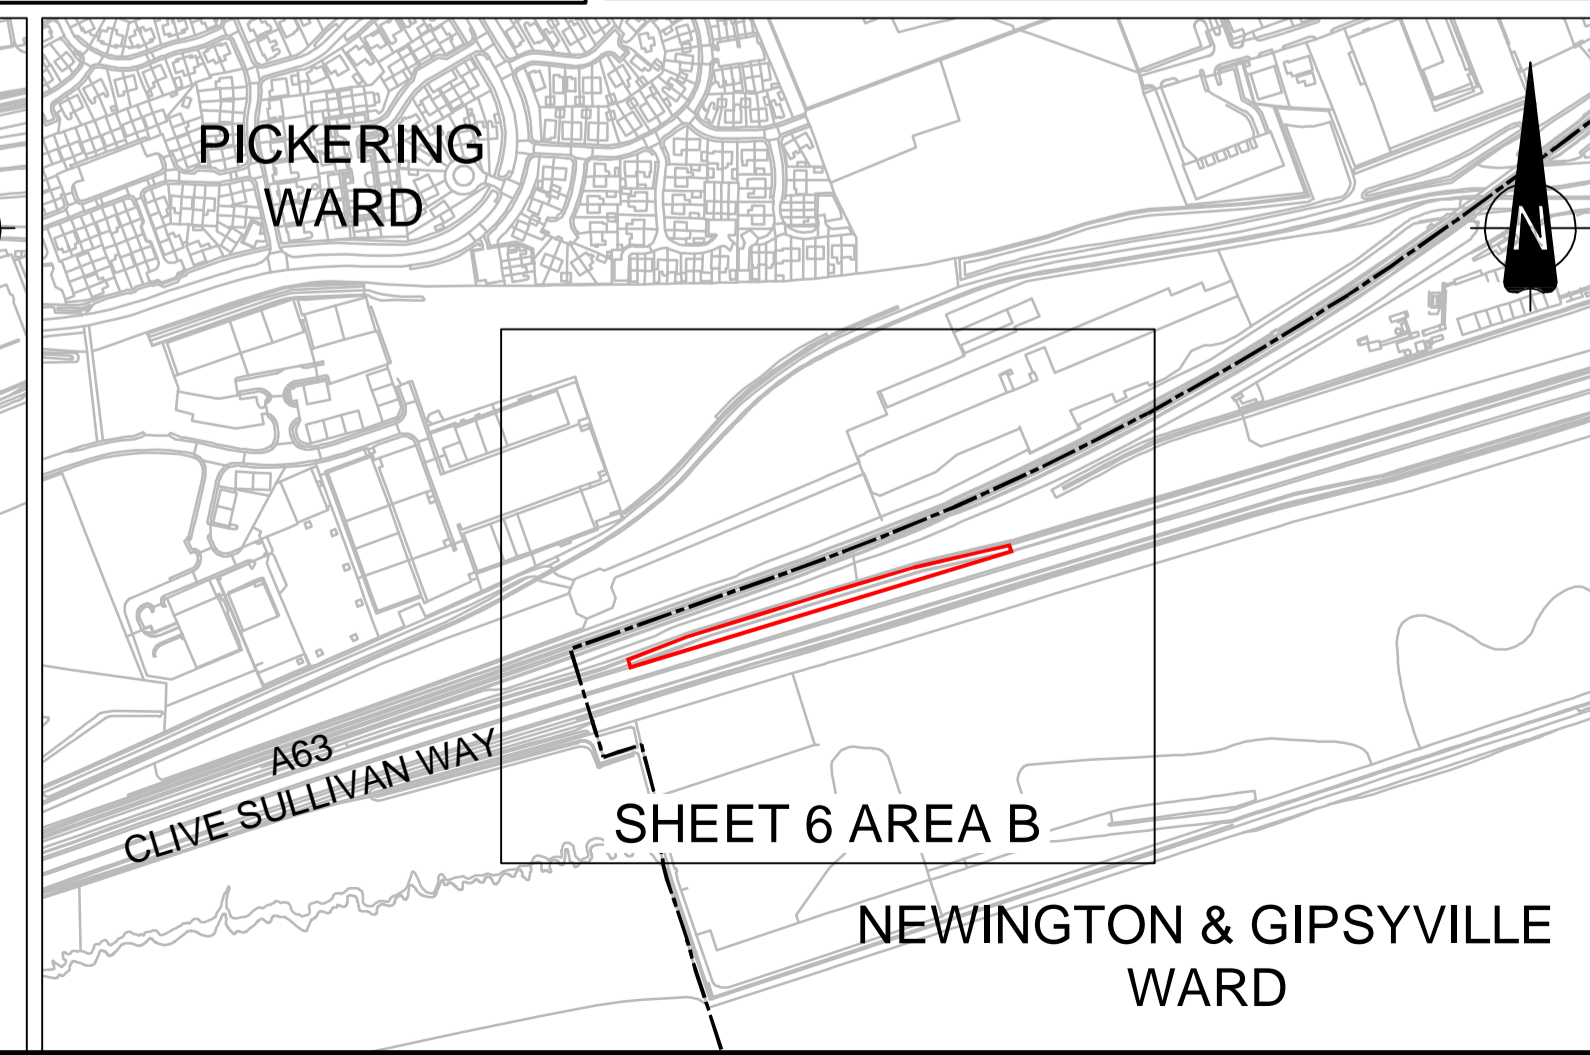 PICKERING
WARD
N
A63
CLIVE SULLIVAN WAY
SHEET 6 AREA B
NEWINGTON & GIPSYVILLE
WARD